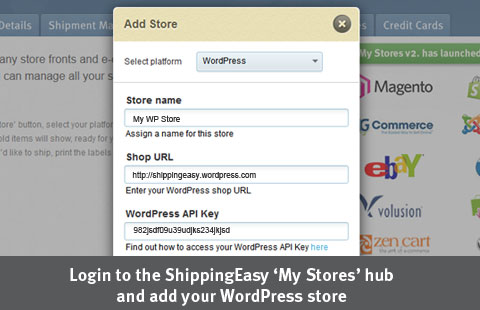 Add Store
Details
Shipment Ma
s
Credit Cards
Select platform
WordPress
any store fronts and e-c
My Stores v2. has launched
can manage all your s
Magento
Store name
My WP Store
tore' button, select your platfor
Assign a name for this store
Commerce
old items will show, ready for y
'd like to ship, print the labels
Shop URL
http://shippingeasy.wordpress.com
ebay
Enter your WordPress shop URL
WordPress API Key
volusion
982jsdf09u39udjks234jkjsd
Find out how to access your WordPress API Key here
zen cart
Login to the ShippingEasy ‘My Stores’ hub
and add your WordPress store